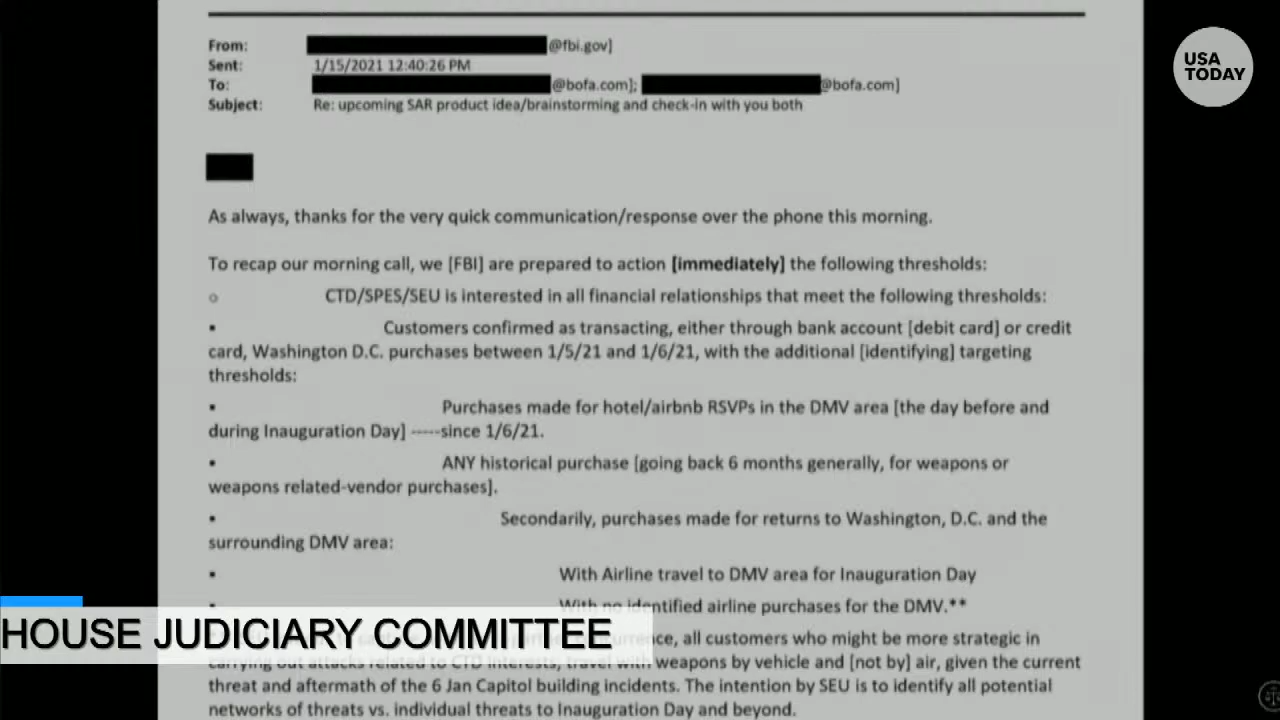 From: @fbi.gov]
USA
TODAY
Sent: 1/15/2021 12:40:26 PM
To: @bofa.com]; @bofa.com]
Subject: Re: upcoming SAR product idea/brainstorming and check-in with you both
As always, thanks for the very quick communication/response over the phone this morning.
To recap our morning call, we [FBI] are prepared to action [immediately] the following thresholds:
o CTD/SPES/SEU is interested in all financial relationships that meet the following thresholds:
▪ Customers confirmed as transacting, either through bank account [debit card] or credit
card, Washington D.C. purchases between 1/5/21 and 1/6/21, with the additional [identifying] targeting
thresholds:
▪ Purchases made for hotel/airbnb RSVPs in the DMV area [the day before and
during Inauguration Day] -----since 1/6/21.
▪ ANY historical purchase [going back 6 months generally, for weapons or
weapons related-vendor purchases].
▪ Secondarily, purchases made for returns to Washington, D.C. and the
surrounding DMV area:
▪ With Airline travel to DMV area for Inauguration Day
▪ With no identified airline purchases for the DMV.**
HOUSE JUDICIARY COMMITTEE
all customers who might be more strategic in
carrying out attacks related to CTD interests, travel with weapons by vehicle and [not by] air, given the current
threat and aftermath of the 6 Jan Capitol building incidents. The intention by SEU is to identify all potential
networks of threats vs. individual threats to Inauguration Day and beyond.